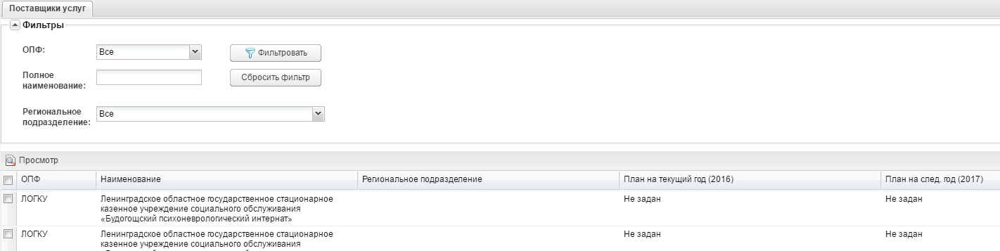 Поставщики услуг
Фильтры
ОПФ:
Все
Фильтровать
Полное
наименование:
Сбросить фильтр
Региональное
подразделение:
Все
Просмотр
ОПФ Наименование Региональное подразделение План на текущий год (2016) План на след. год (2017)
ЛОГКУ Ленинградское областное государственное стационарное Не задан Не задан
казенное учреждение социального обслуживания
«Будогощский психоневрологический интернат»
ЛОГКУ Ленинградское областное государственное стационарное Не задан Не задан
казенное учреждение социального обслуживания